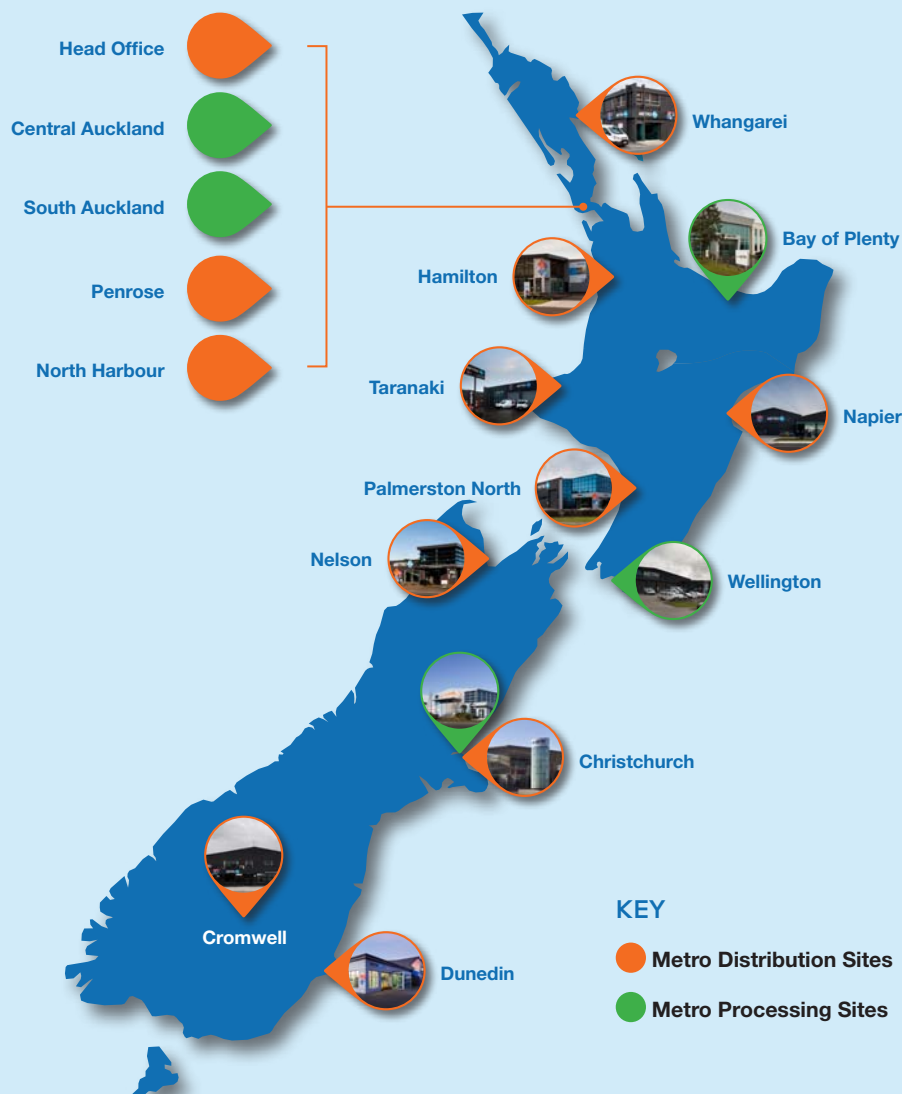 Head Office
Central Auckland
South Auckland
Penrose
North Harbour
Whangarei
Bay of Plenty
Hamilton
Taranaki
Napier
Palmerston North
Nelson
Wellington
Christchurch
Cromwell
Dunedin
KEY
Metro Distribution Sites
Metro Processing Sites